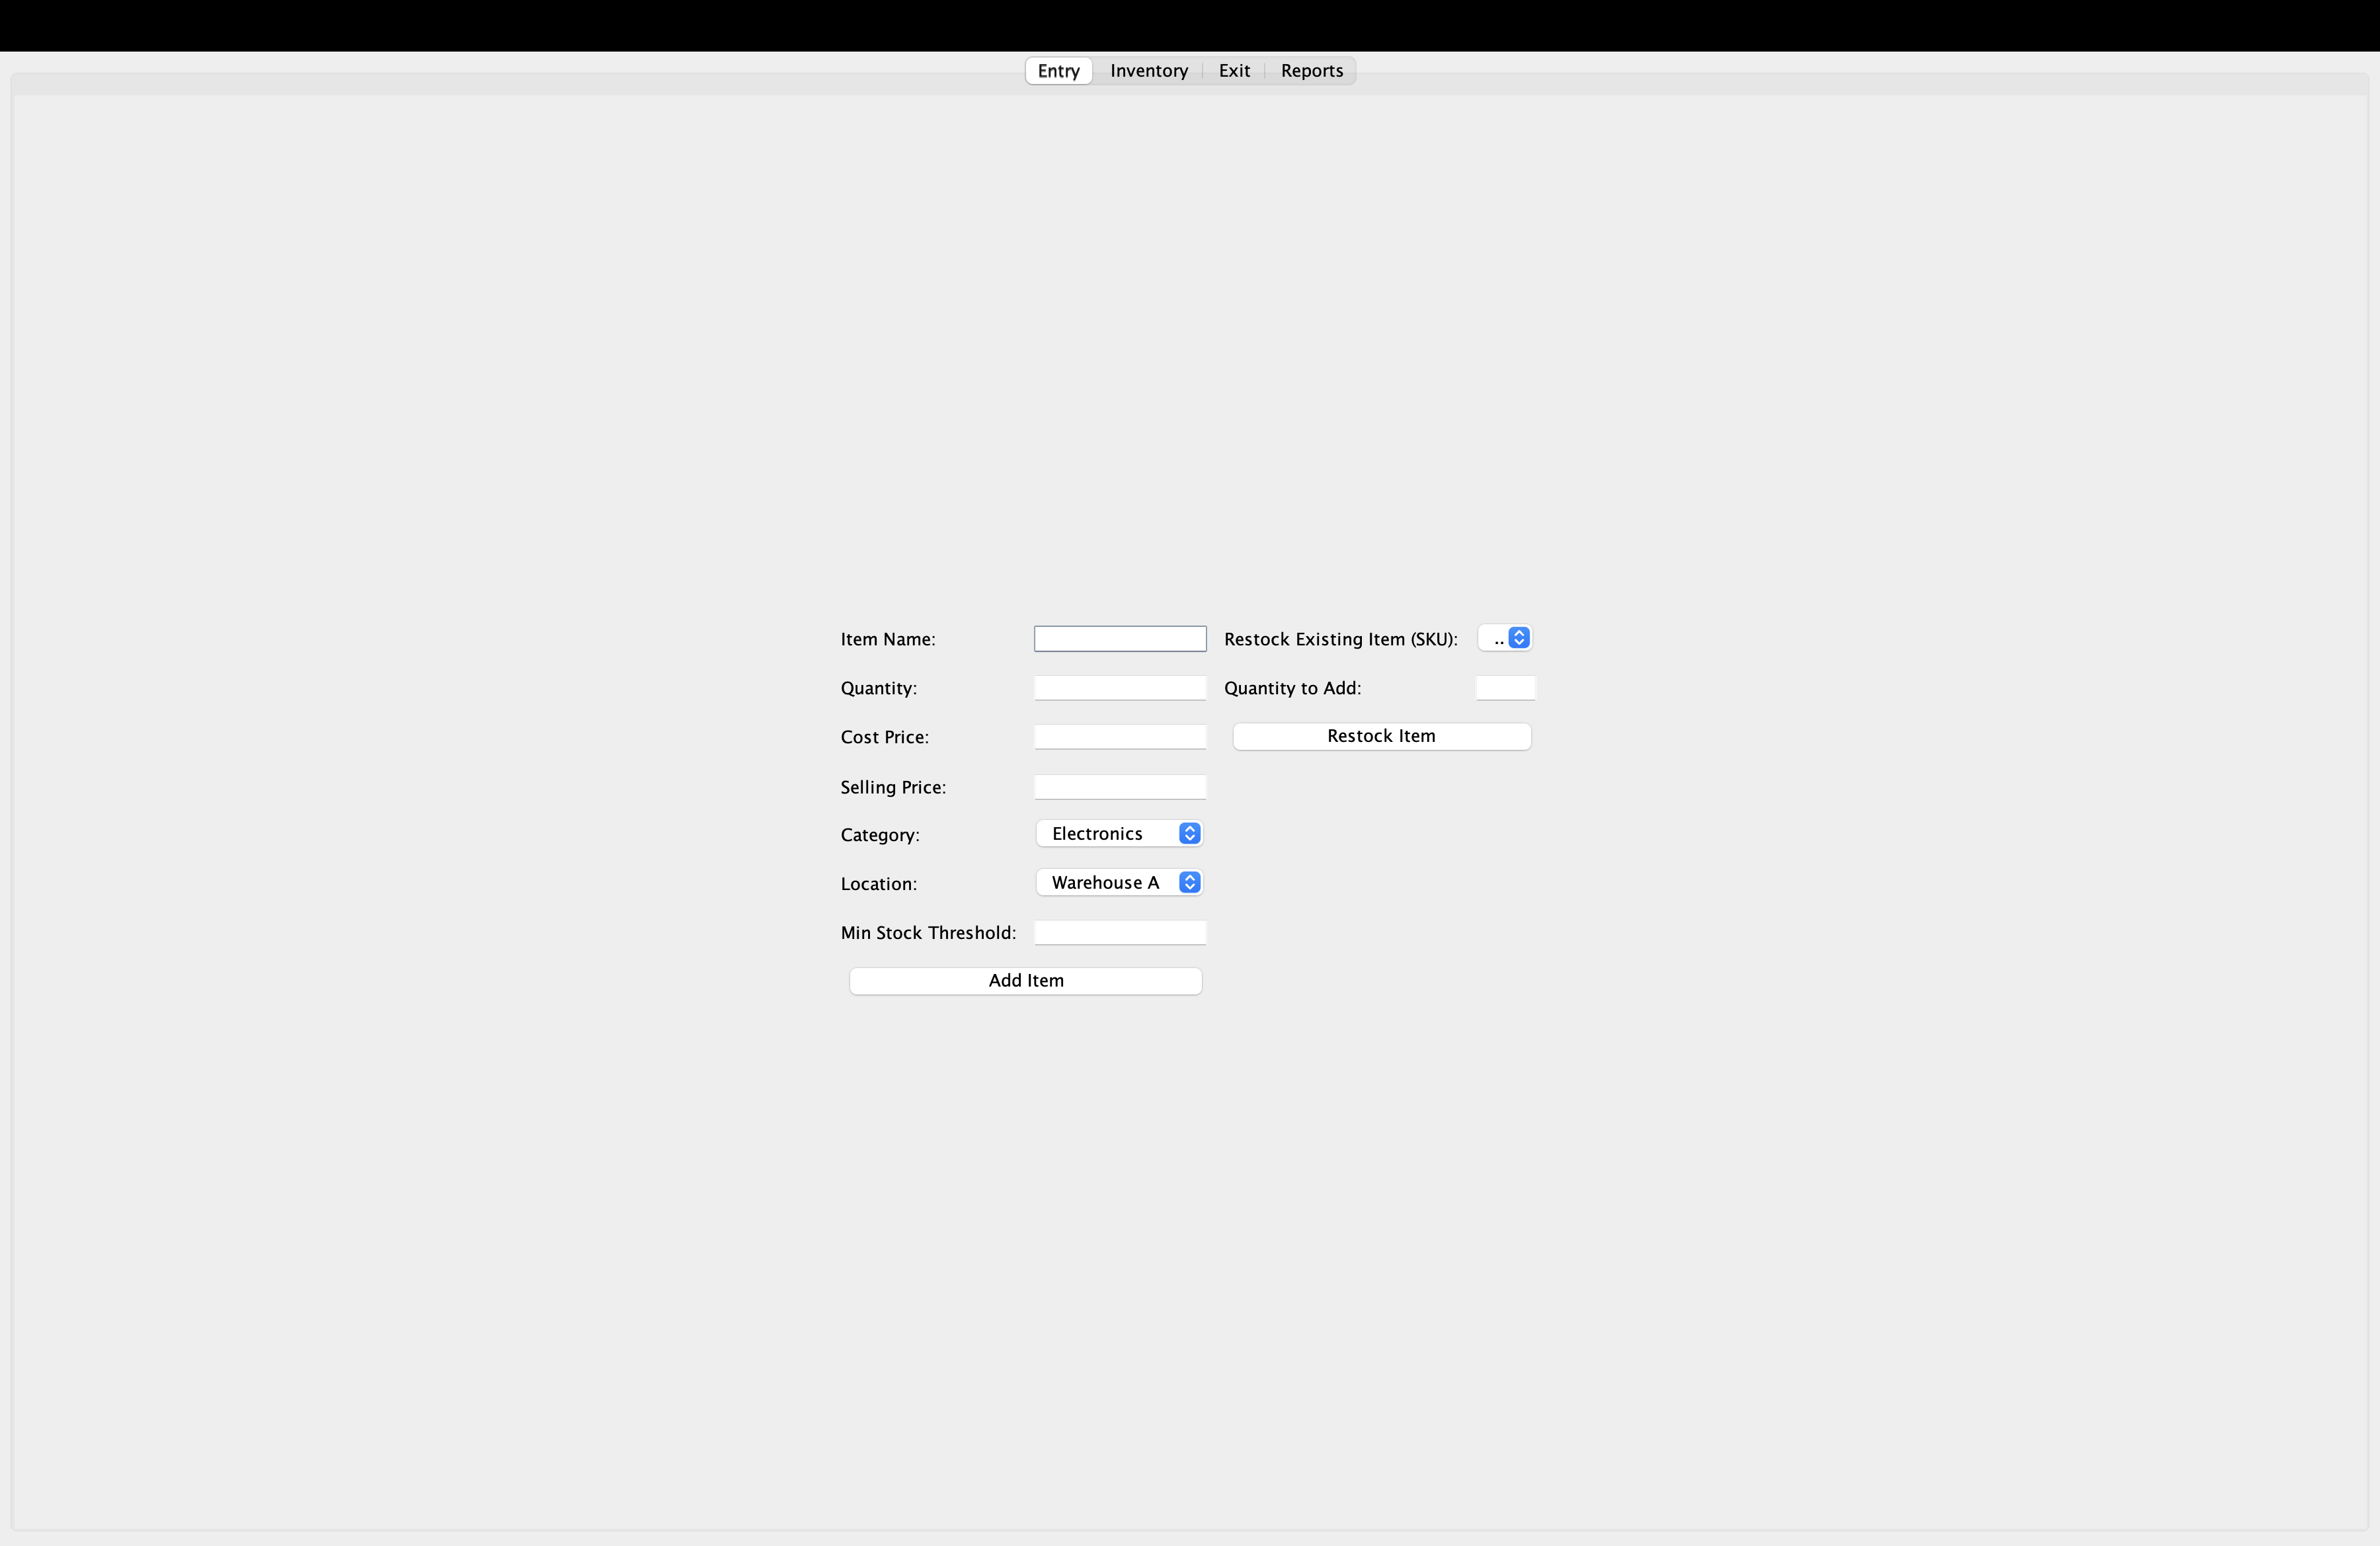 Entry Inventory Exit Reports
Item Name: Restock Existing Item (SKU): ..
Quantity: Quantity to Add:
Cost Price: Restock Item
Selling Price:
Category: Electronics
Location: Warehouse A
Min Stock Threshold:
Add Item